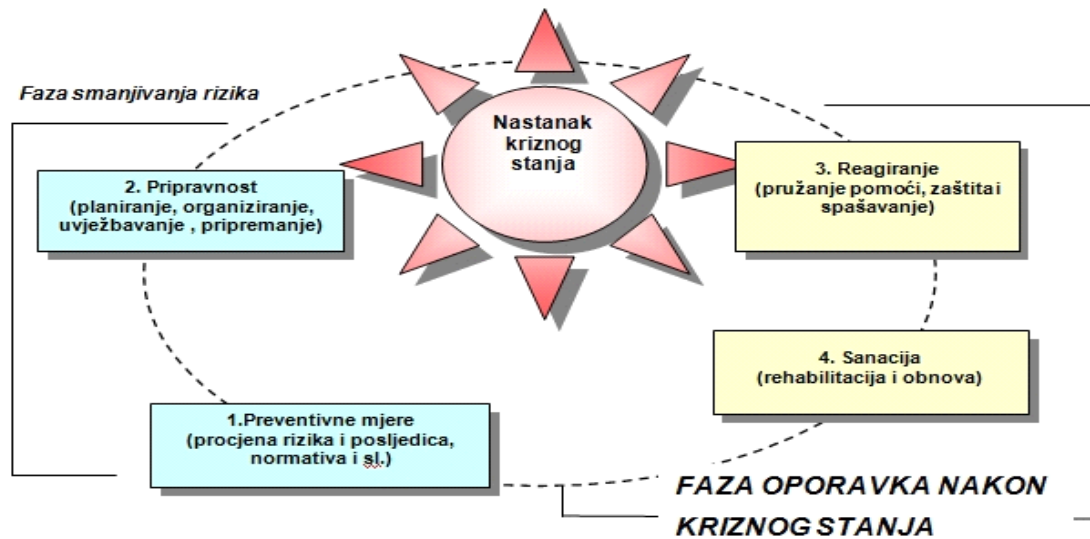 Faza smanjivanja rizika
Nastanak
kriznog
stanja
2. Pripravnost
(planiranje, organiziranje,
uvježbavanje , pripremanje)
3. Reagiranje
(pružanje pomoći, zaštita i
spašavanje)
4. Sanacija
(rehabilitacija i obnova)
1.Preventivne mjere
(procjena rizika i posljedica,
normativa i sl.)
FAZA OPORAVKA NAKON
KRIZNOG STANJA